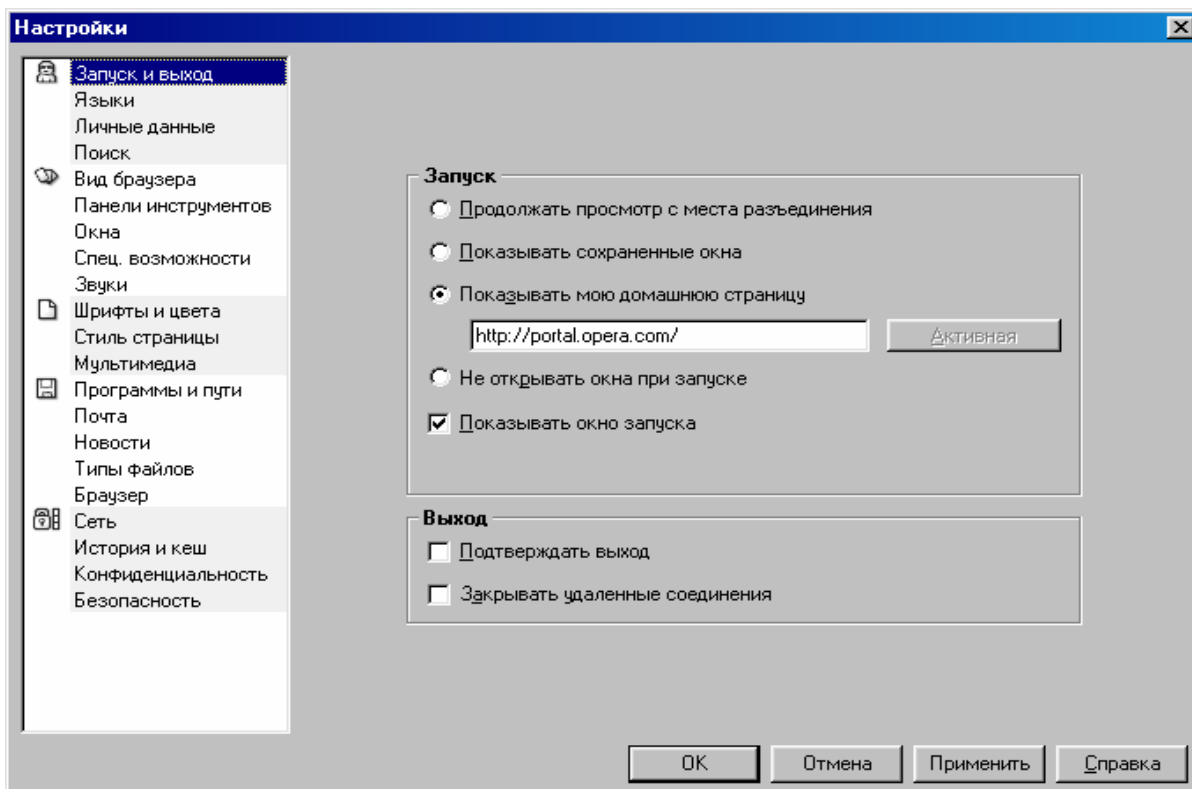 Настройки
Запуск и выход
Языки
Личные данные
Поиск
Вид браузера
Панели инструментов
Окна
Спец. возможности
Звуки
Шрифты и цвета
Стиль страницы
Мультимедиа
Программы и пути
Почта
Новости
Типы файлов
Браузер
Сеть
История и кеш
Конфиденциальность
Безопасность
Запуск
Продолжать просмотр с места разъединения
Показывать сохраненные окна
Показывать мою домашнюю страницу
http://portal.opera.com/
Активная
Не открывать окна при запуске
Показывать окно запуска
Выход
Подтверждать выход
Закрывать удаленные соединения
OK
Отмена
Применить
Справка